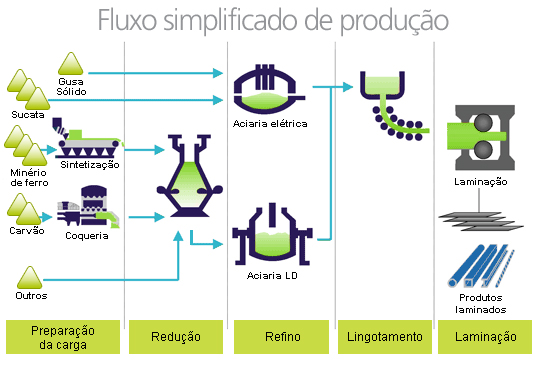 Fluxo simplificado de produção
Gusa
Sólido
Sucata
Aciaria elétrica
Minério
de ferro
Sintetização
Laminação
Carvão
Coqueria
Aciaria LD
Outros
Produtos
laminados
Preparação
da carga
Redução
Refino
Lingotamento
Laminação